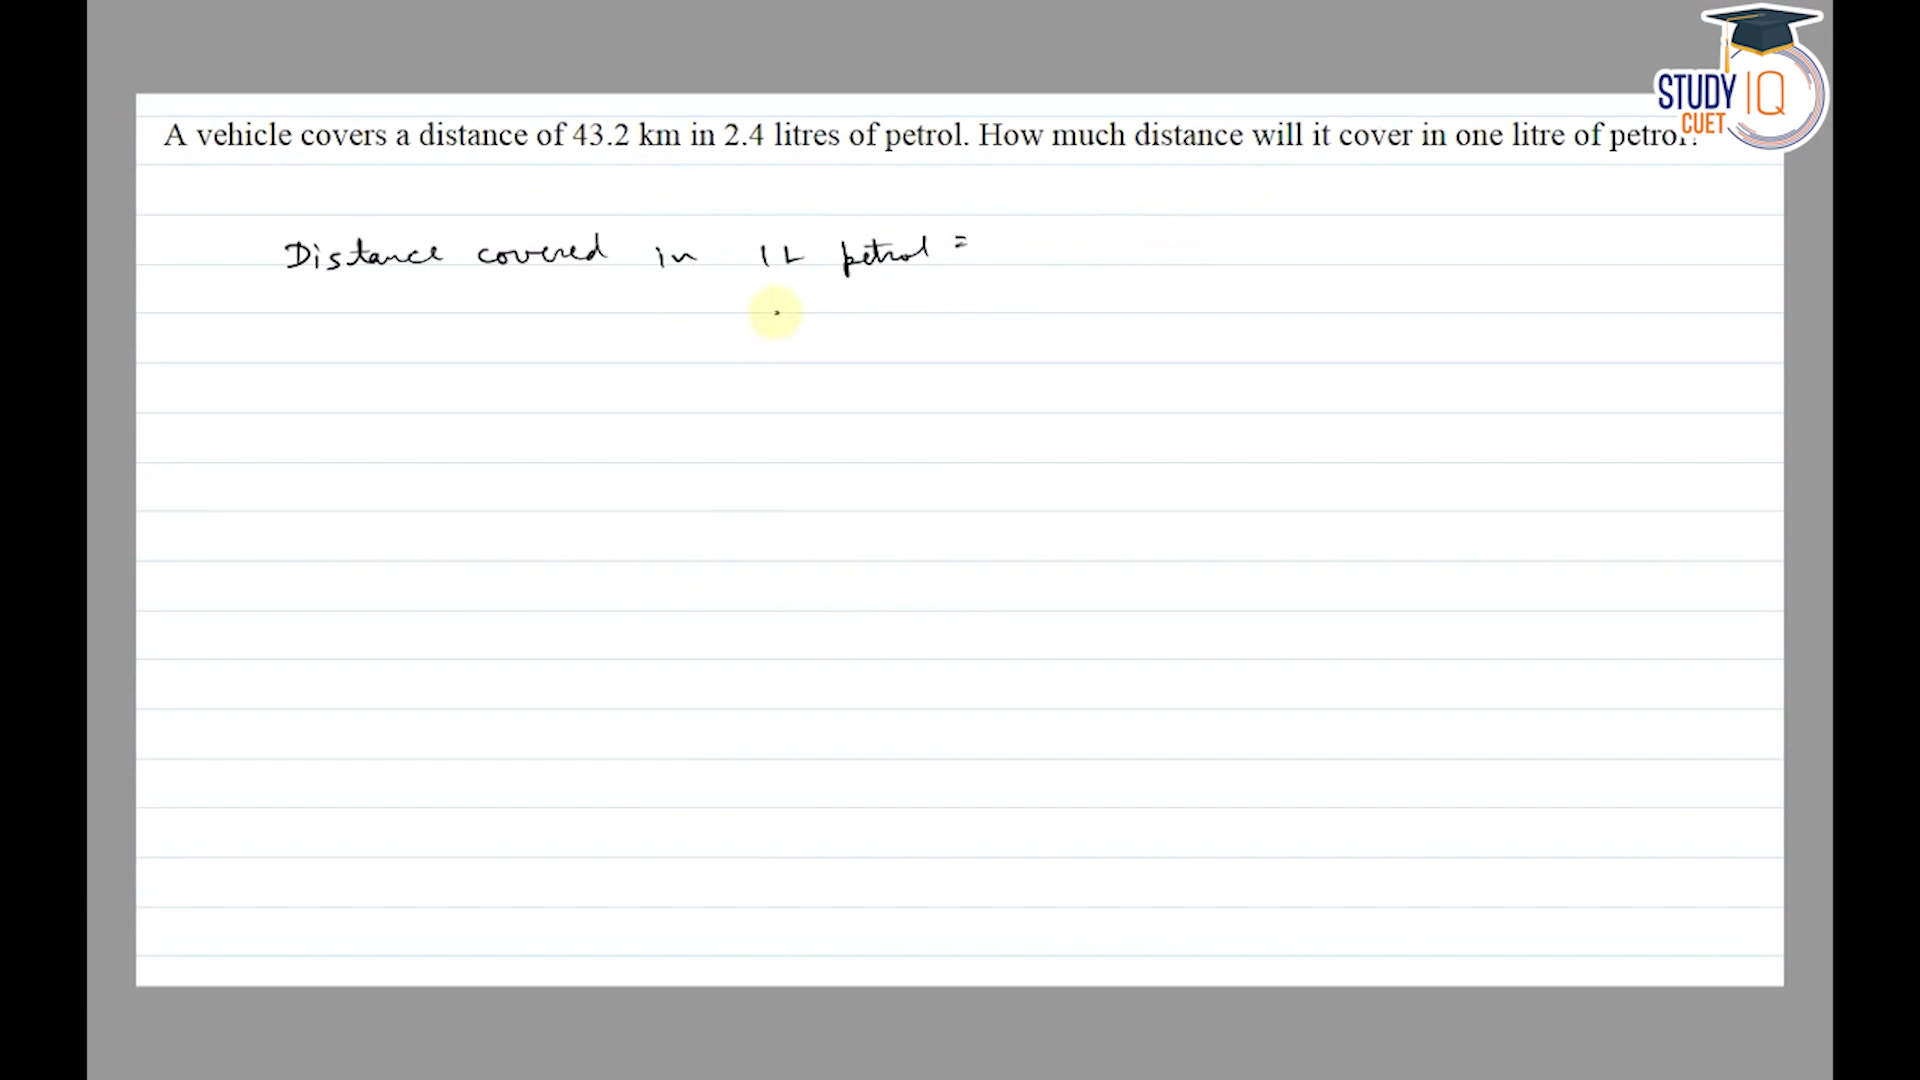 STUDY IQ
CUET
A vehicle covers a distance of 43.2 km in 2.4 litres of petrol. How much distance will it cover in one litre of petrol?
Distance covered in 1L petrol =